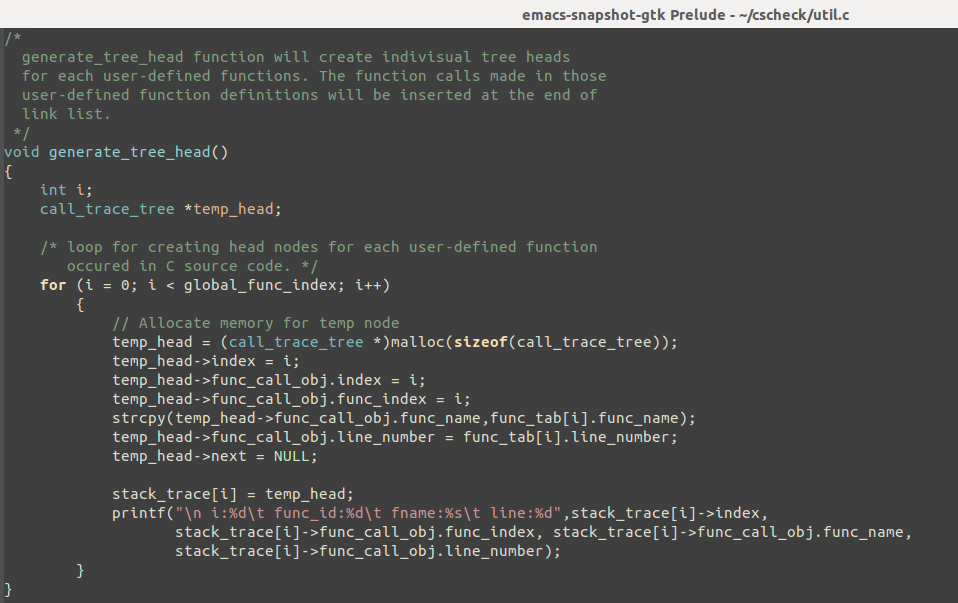 emacs-snapshot-gtk Prelude - ~/cscheck/util.c
/*
  generate_tree_head function will create indivisual tree heads
  for each user-defined functions. The function calls made in those
  user-defined function definitions will be inserted at the end of
  link list.
 */
void generate_tree_head()
{
    int i;
    call_trace_tree *temp_head;

    /* loop for creating head nodes for each user-defined function
       occured in C source code. */
    for (i = 0; i < global_func_index; i++)
        {
            // Allocate memory for temp node
            temp_head = (call_trace_tree *)malloc(sizeof(call_trace_tree));
            temp_head->index = i;
            temp_head->func_call_obj.index = i;
            temp_head->func_call_obj.func_index = i;
            strcpy(temp_head->func_call_obj.func_name,func_tab[i].func_name);
            temp_head->func_call_obj.line_number = func_tab[i].line_number;
            temp_head->next = NULL;

            stack_trace[i] = temp_head;
            printf("\n i:%d\t func_id:%d\t fname:%s\t line:%d",stack_trace[i]->index,
                   stack_trace[i]->func_call_obj.func_index, stack_trace[i]->func_call_obj.func_name,
                   stack_trace[i]->func_call_obj.line_number);
        }
}